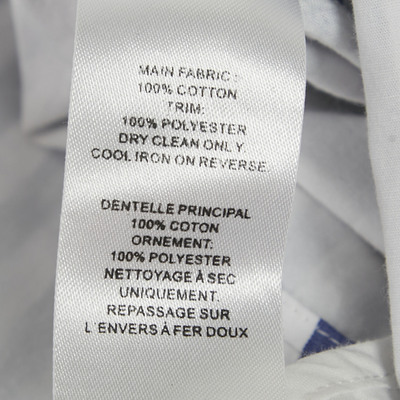 MAIN FABRIC:
100% COTTON
TRIM:
100% POLYESTER
DRY CLEAN ONLY.
COOL IRON ON REVERSE.
DENTELLE PRINCIPAL
100% COTON
ORNEMENT:
100% POLYESTER
NETTOYAGE À SEC
UNIQUEMENT.
REPASSAGE SUR
L'ENVERS À FER DOUX